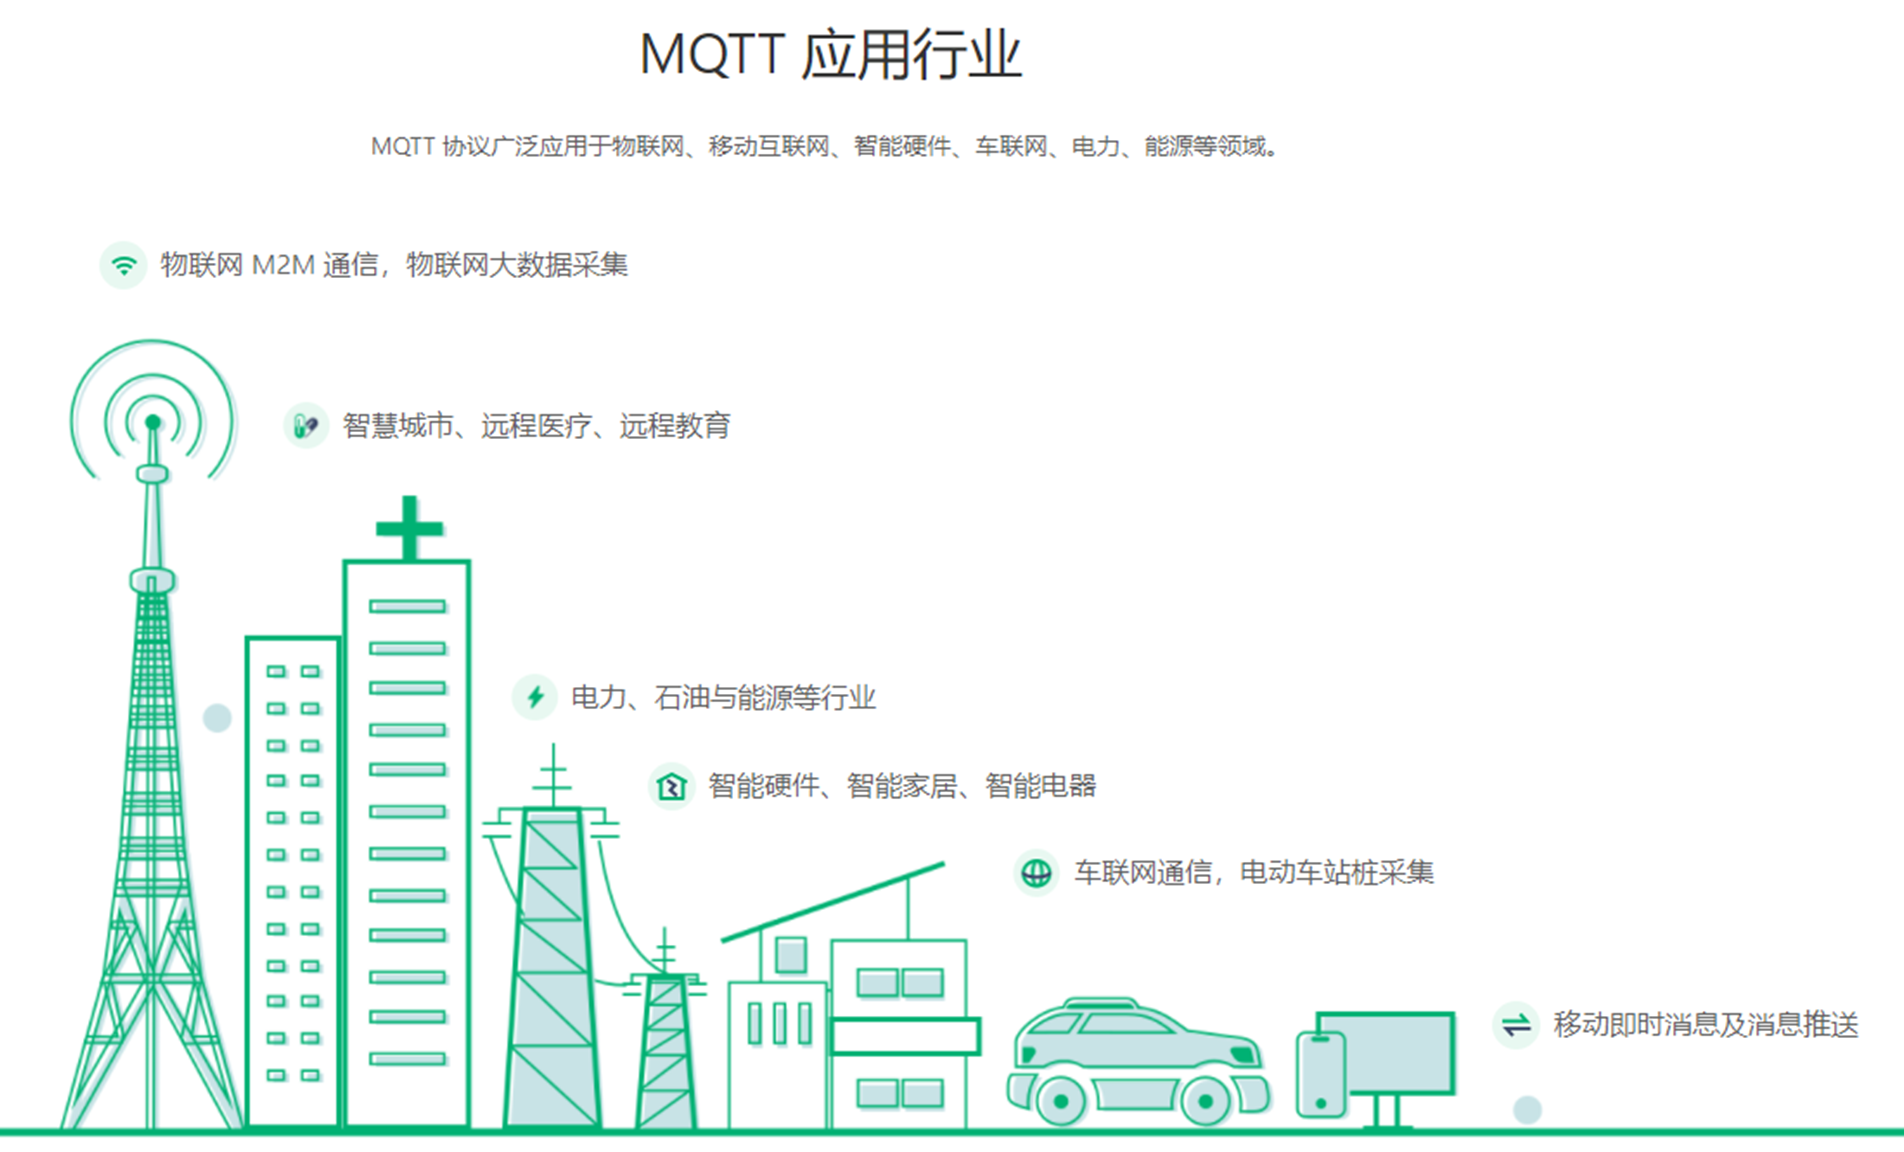 MQTT 应用行业
MQTT 协议广泛应用于物联网、移动互联网、智能硬件、车联网、电力、能源等领域。
物联网 M2M 通信，物联网大数据采集
智慧城市、远程医疗、远程教育
电力、石油与能源等行业
智能硬件、智能家居、智能电器
车联网通信，电动车站桩采集
移动即时消息及消息推送